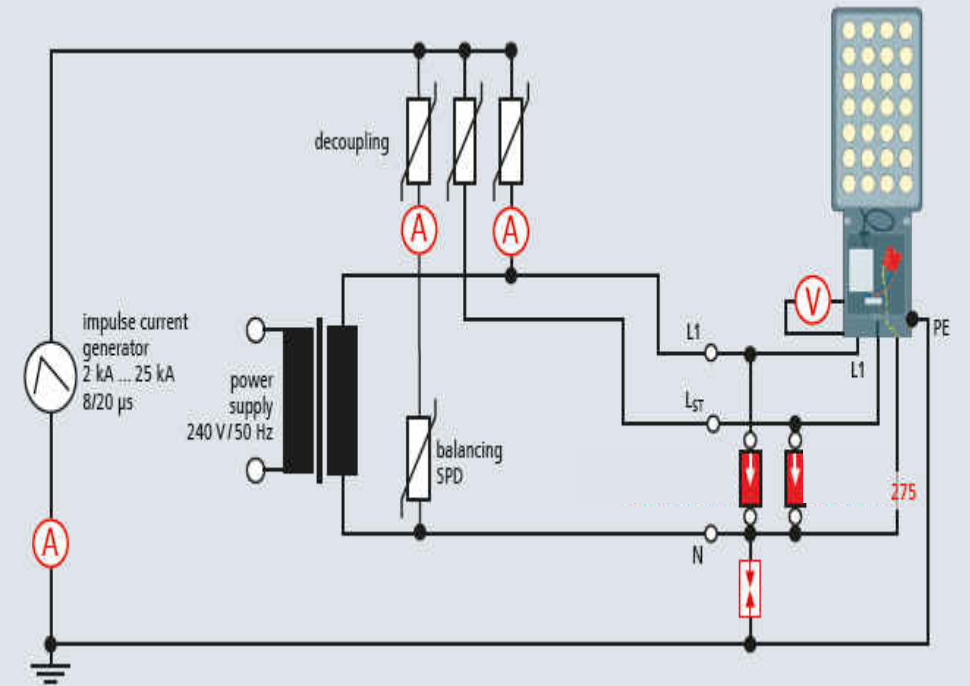 decoupling
A
A
V
impulse current
generator
2 kA ... 25 kA
8/20 µs
power
supply
240 V/50 Hz
L1
PE
L1
LST
balancing
SPD
275
A
N